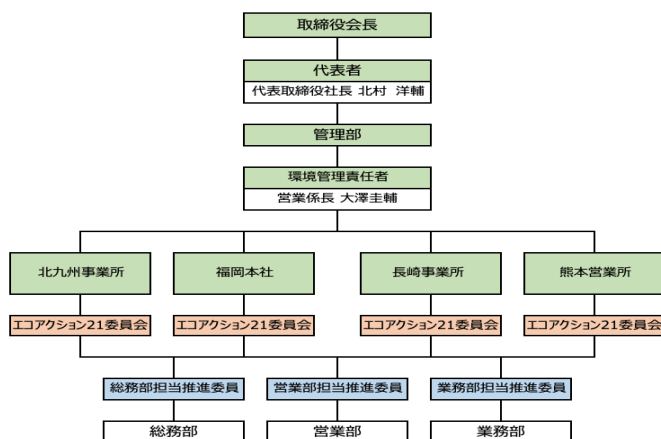 取締役会長
代表者
代表取締役社長 北村 洋輔
管理部
環境管理責任者
営業係長 大澤圭輔
北九州事業所
福岡本社
長崎事業所
熊本営業所
エコアクション21委員会
エコアクション21委員会
エコアクション21委員会
エコアクション21委員会
総務部担当推進委員
営業部担当推進委員
業務部担当推進委員
総務部
営業部
業務部